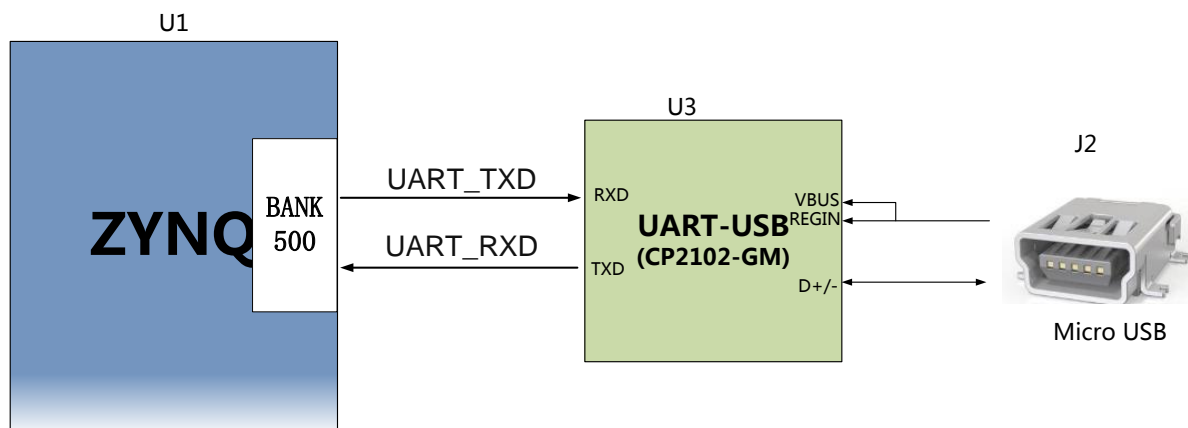 U1
ZYNQ
BANK
500
UART_TXD
UART_RXD
U3
RXD
TXD
UART-USB
(CP2102-GM)
VBUS
REGIN
D+/-
J2
Micro USB